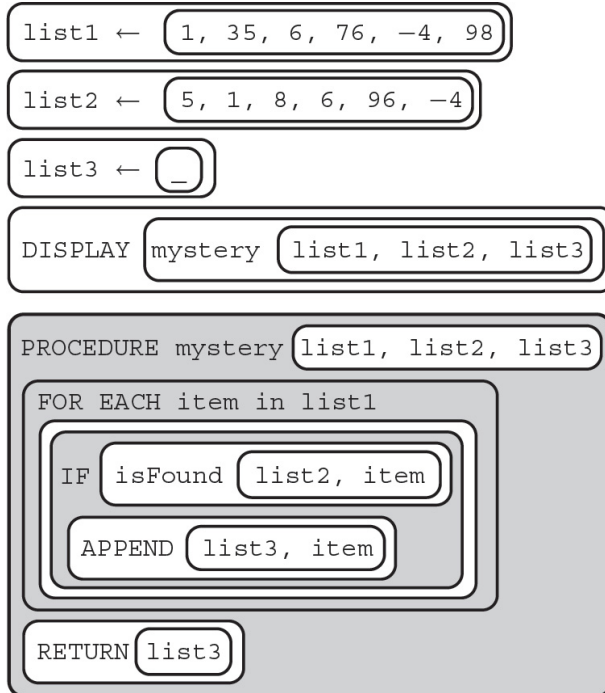 list1 ← 1, 35, 6, 76, −4, 98
list2 ← 5, 1, 8, 6, 96, −4
list3 ← _
DISPLAY mystery list1, list2, list3
PROCEDURE mystery list1, list2, list3
FOR EACH item in list1
IF isFound list2, item
APPEND list3, item
RETURN list3